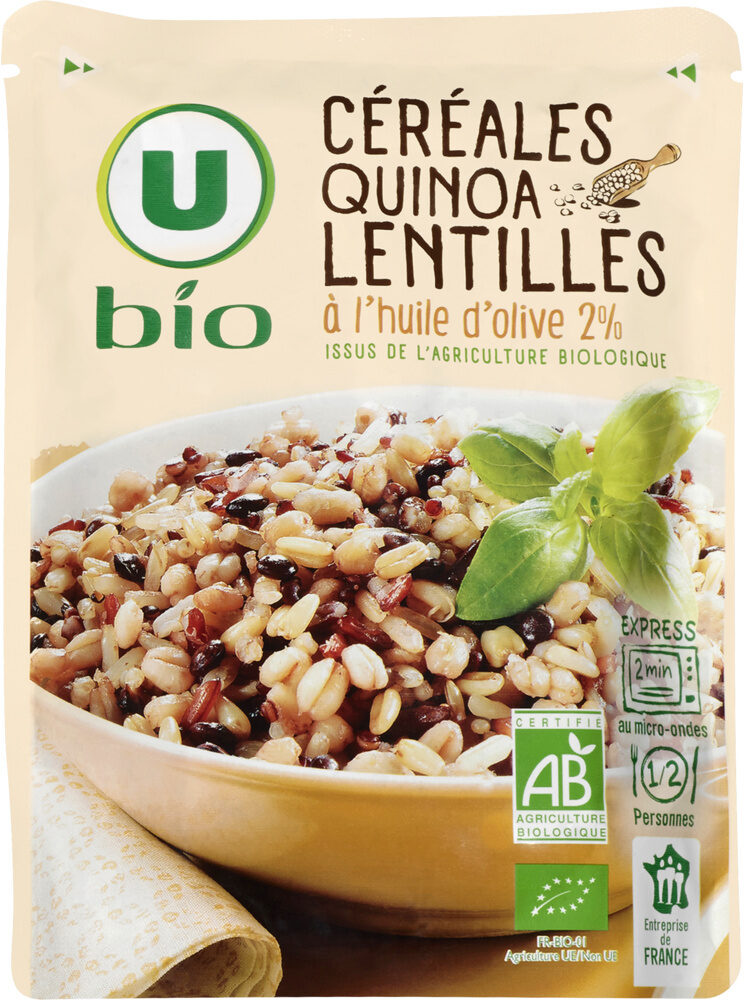 U
bio
CÉRÉALES
QUINOA
LENTILLES
à l'huile d'olive 2%
ISSUS DE L'AGRICULTURE BIOLOGIQUE
EXPRESS
2 min
au micro-ondes
1/2
Personnes
CERTIFIÉ
AB
AGRICULTURE
BIOLOGIQUE
FR-BIO-01
Agriculture UE/Non UE
Entreprise
de
FRANCE